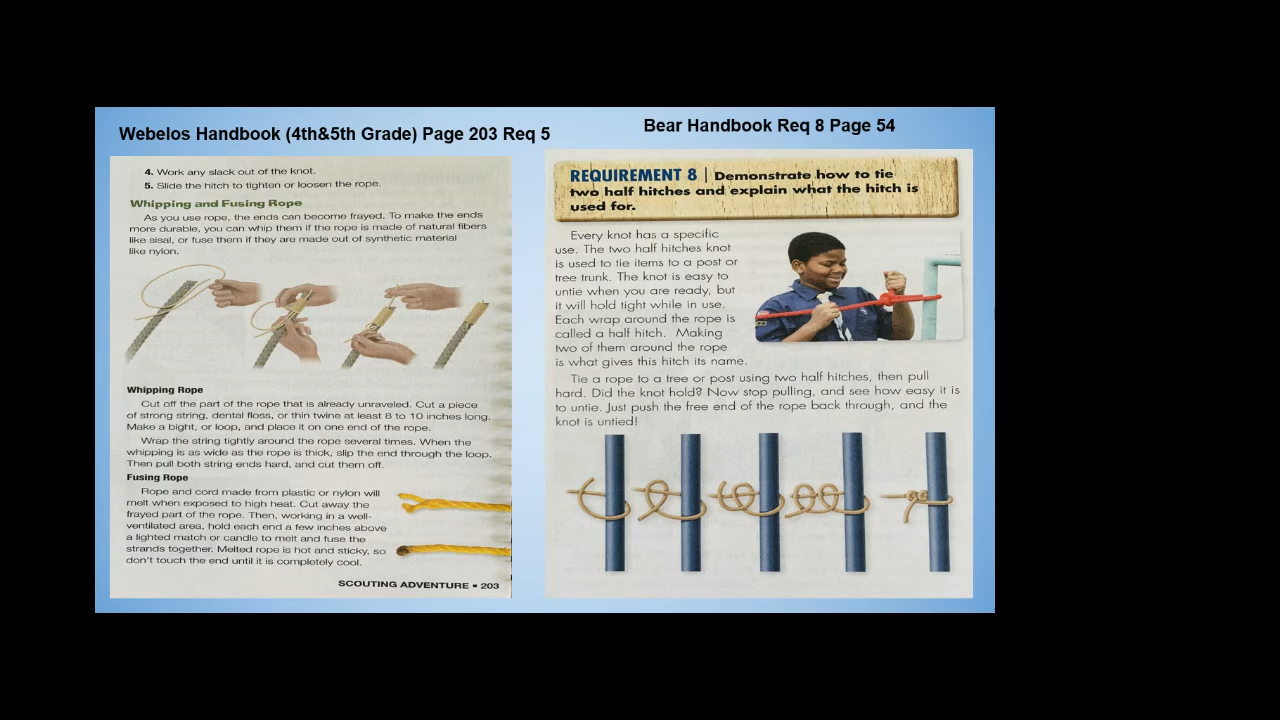 Webelos Handbook (4th&5th Grade) Page 203 Req 5
4. Work any slack out of the knot.
5. Slide the hitch to tighten or loosen the rope.
Whipping and Fusing Rope
As you use rope, the ends can become frayed. To make the ends
more durable, you can whip them if the rope is made of natural fibers
like sisal, or fuse them if they are made out of synthetic material
like nylon.
Whipping Rope
Cut off the part of the rope that is already unraveled. Cut a piece
of strong string, dental floss, or thin twine at least 8 to 10 inches long.
Make a bight, or loop, and place it on one end of the rope.
Wrap the string tightly around the rope several times. When the
whipping is as wide as the rope is thick, slip the end through the loop.
Then pull both string ends hard, and cut them off.
Fusing Rope
Rope and cord made from plastic or nylon will
melt when exposed to high heat. Cut away the
frayed part of the rope. Then, working in a well-
ventilated area, hold each end a few inches above
a lighted match or candle to melt and fuse the
strands together. Melted rope is hot and sticky, so
don't touch the end until it is completely cool.
SCOUTING ADVENTURE ▪ 203
Bear Handbook Req 8 Page 54
REQUIREMENT 8 | Demonstrate how to tie
two half hitches and explain what the hitch is
used for.
Every knot has a specific
use. The two half hitches knot
is used to tie items to a post or
tree trunk. The knot is easy to
untie when you are ready, but
it will hold tight while in use.
Each wrap around the rope is
called a half hitch. Making
two of them around the rope
is what gives this hitch its name.
Tie a rope to a tree or post using two half hitches, then pull
hard. Did the knot hold? Now stop pulling, and see how easy it is
to untie. Just push the free end of the rope back through, and the
knot is untied!